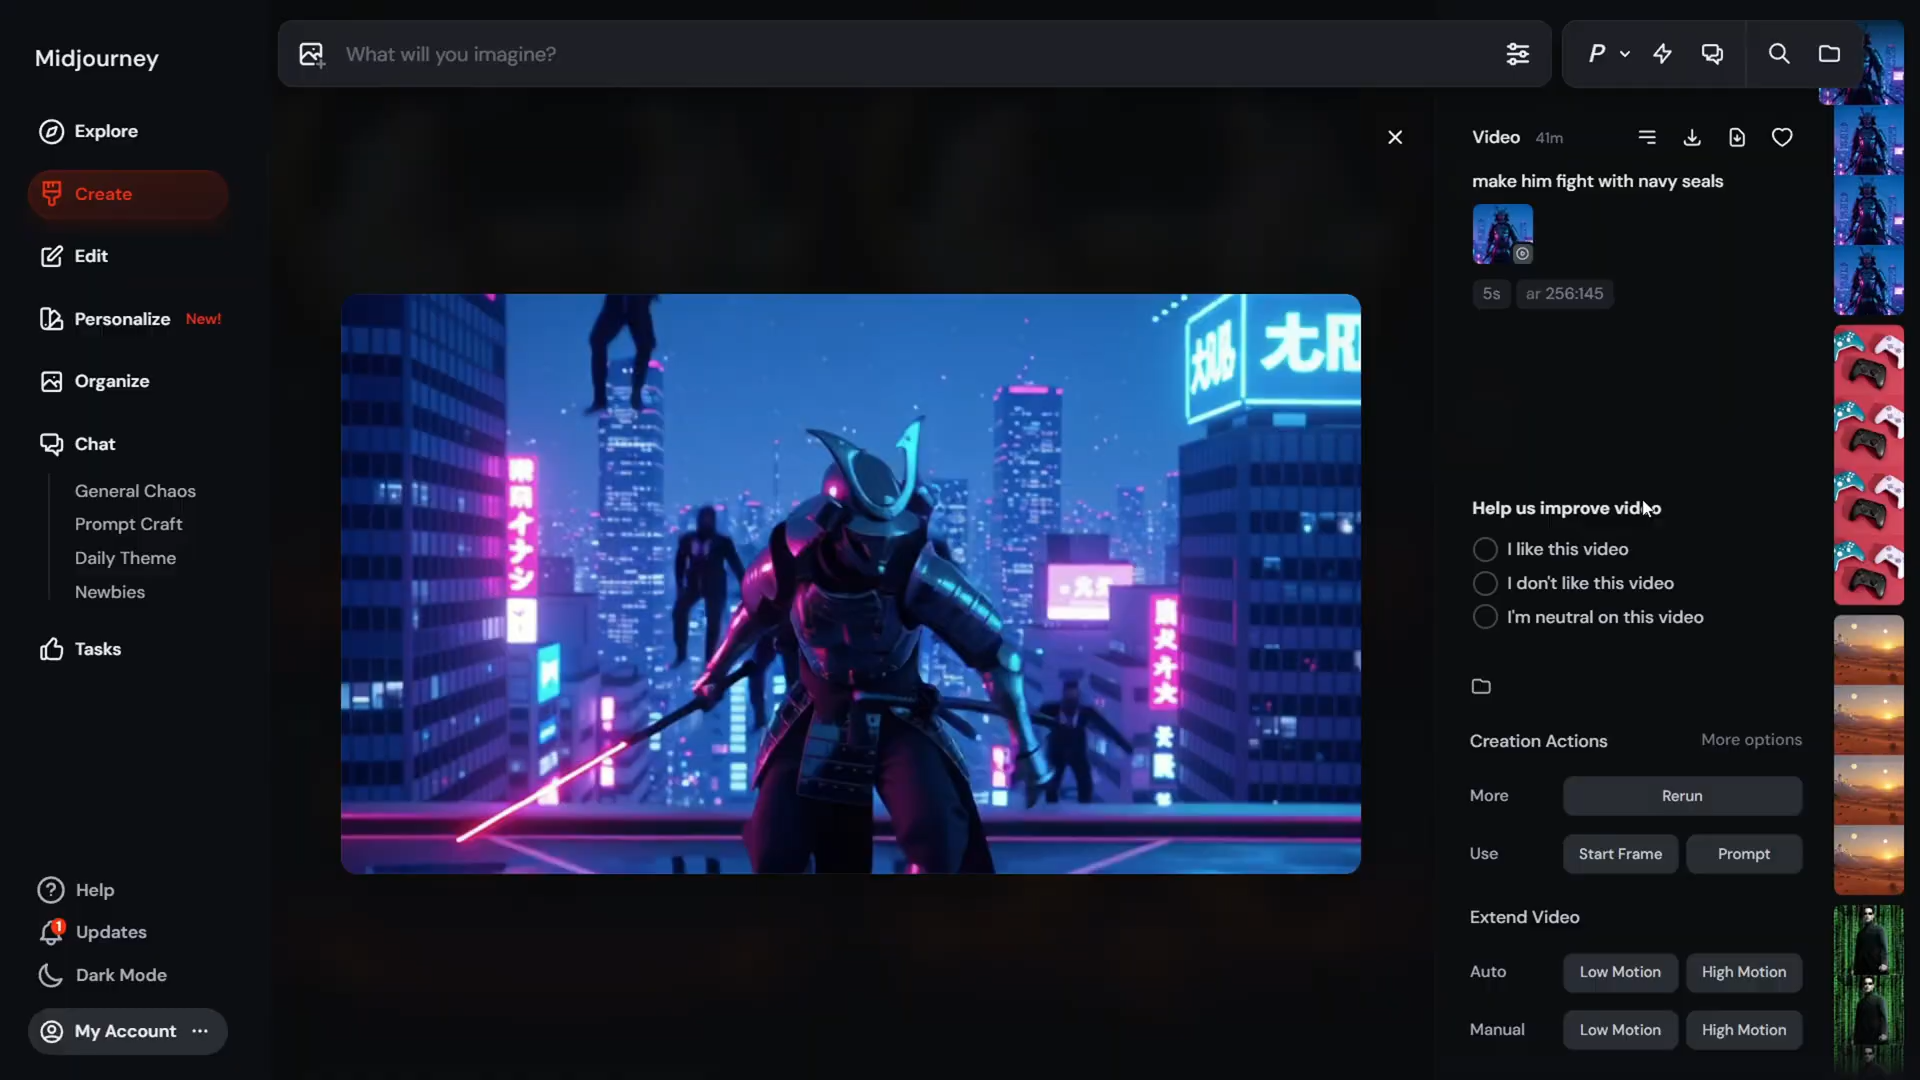 Midjourney
What will you imagine?
P
Explore
Create
Edit
Personalize New!
Organize
Chat
General Chaos
Prompt Craft
Daily Theme
Newbies
Tasks
Help
1
Updates
Dark Mode
My Account
Video 41m
make him fight with navy seals
5s ar 256:145
Help us improve video
I like this video
I don't like this video
I'm neutral on this video
Creation Actions More options
More Rerun
Use Start Frame Prompt
Extend Video
Auto Low Motion High Motion
Manual Low Motion High Motion